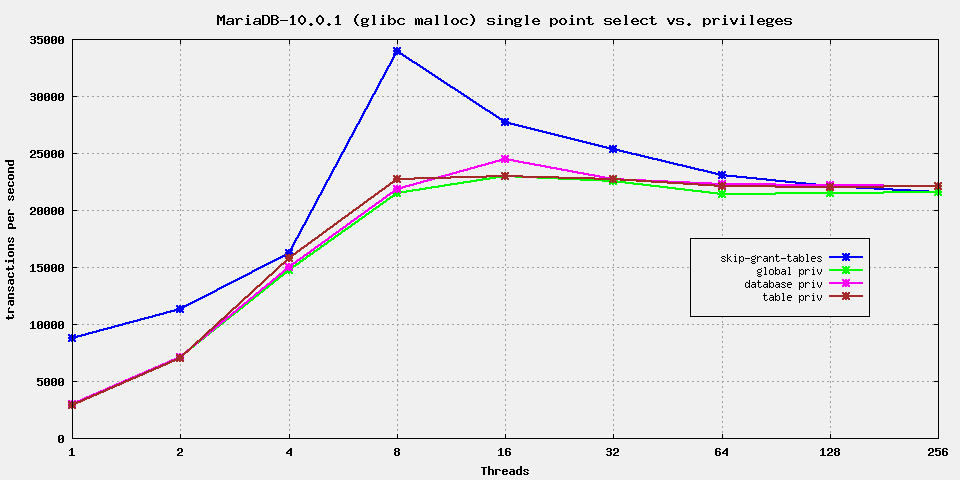 MariaDB-10.0.1 (glibc malloc) single point select vs. privileges
35000
30000
25000
20000
15000
10000
5000
0
transactions per second
skip-grant-tables
global priv
database priv
table priv
1 2 4 8 16 32 64 128 256
Threads